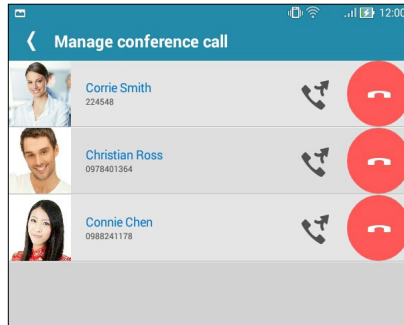 12:00
Manage conference call
Corrie Smith
224548
Christian Ross
0978401364
Connie Chen
0988241178